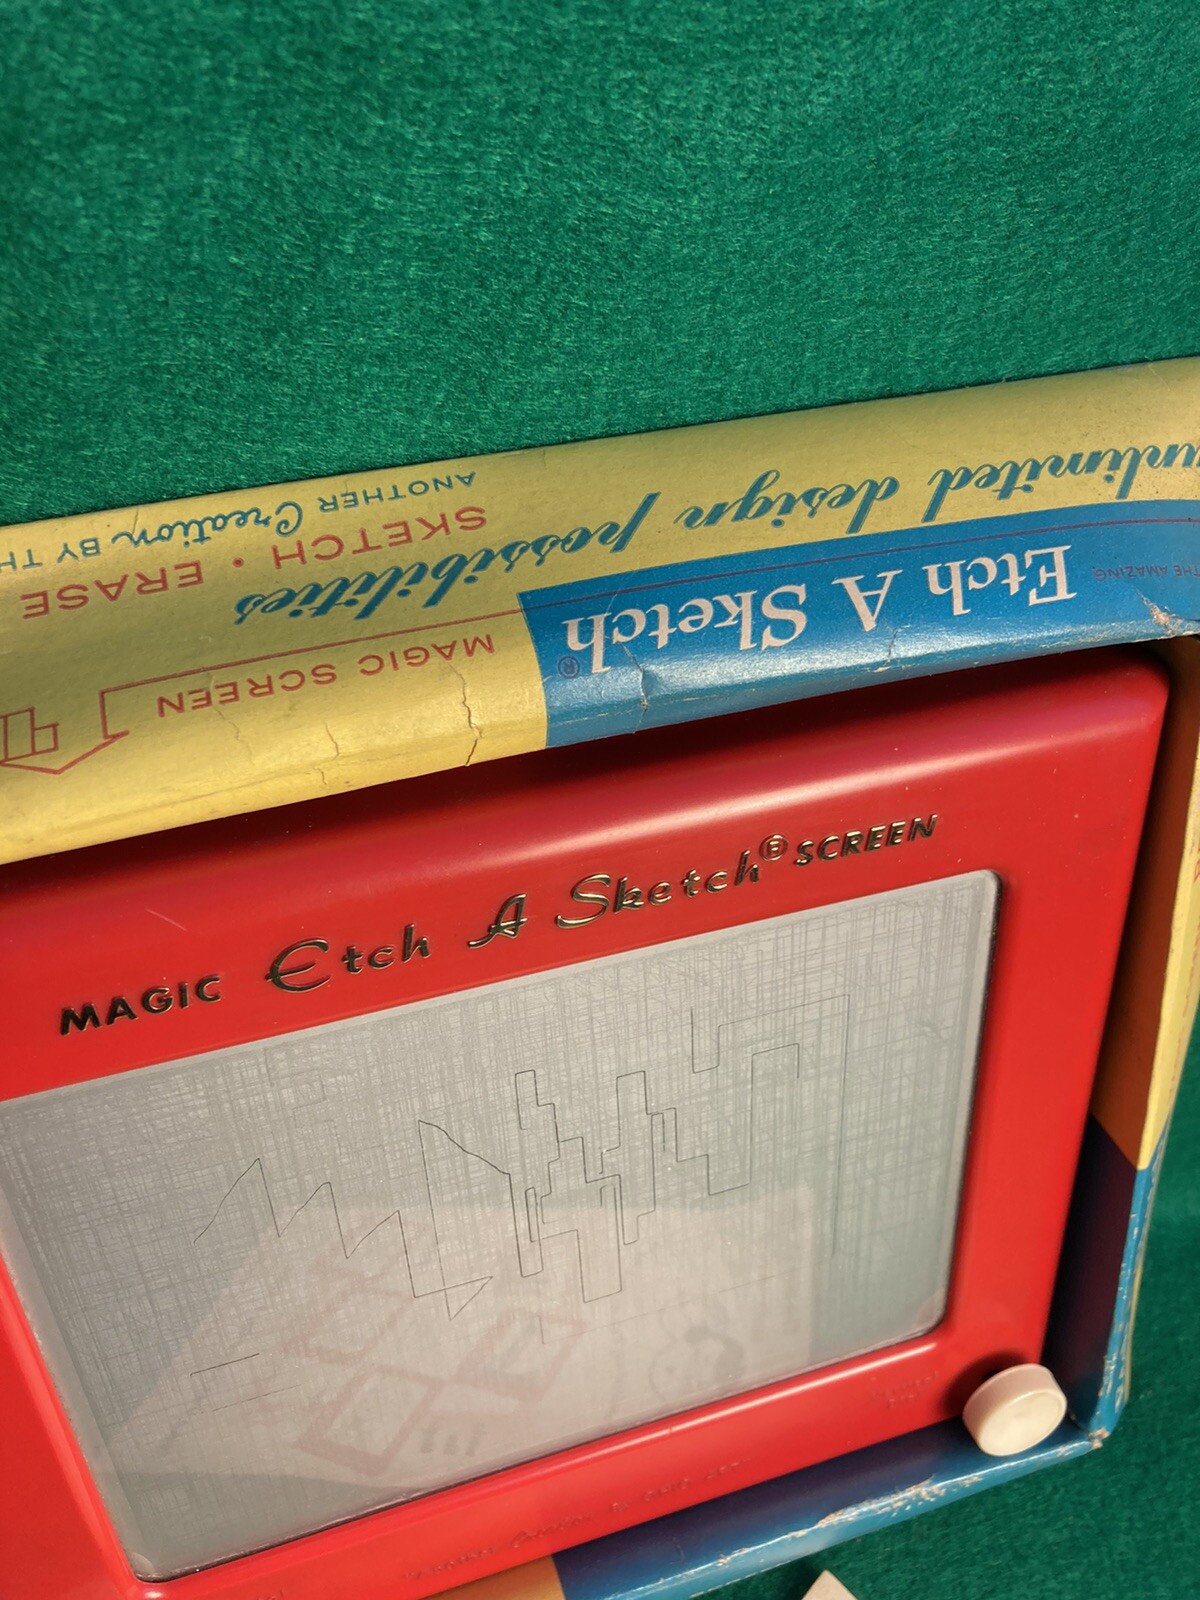 ANOTHER Creation BY TH
SKETCH • ERASE
unlimited design possibilities
THE AMAZING
Etch A Sketch®
MAGIC SCREEN
MAGIC Etch A Sketch® SCREEN